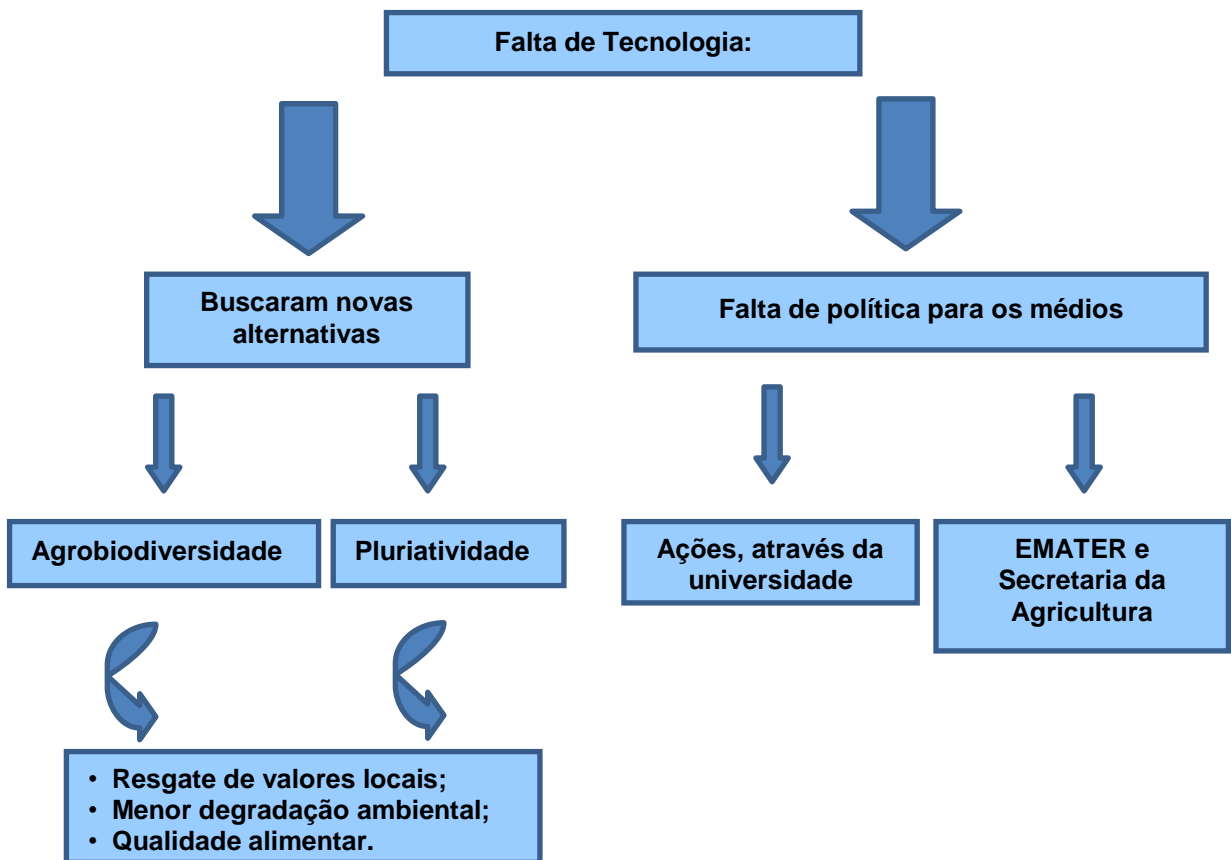 Falta de Tecnologia:
Buscaram novas
alternativas
Falta de política para os médios
Agrobiodiversidade
Pluriatividade
Ações, através da
universidade
EMATER e
Secretaria da
Agricultura
• Resgate de valores locais;
• Menor degradação ambiental;
• Qualidade alimentar.